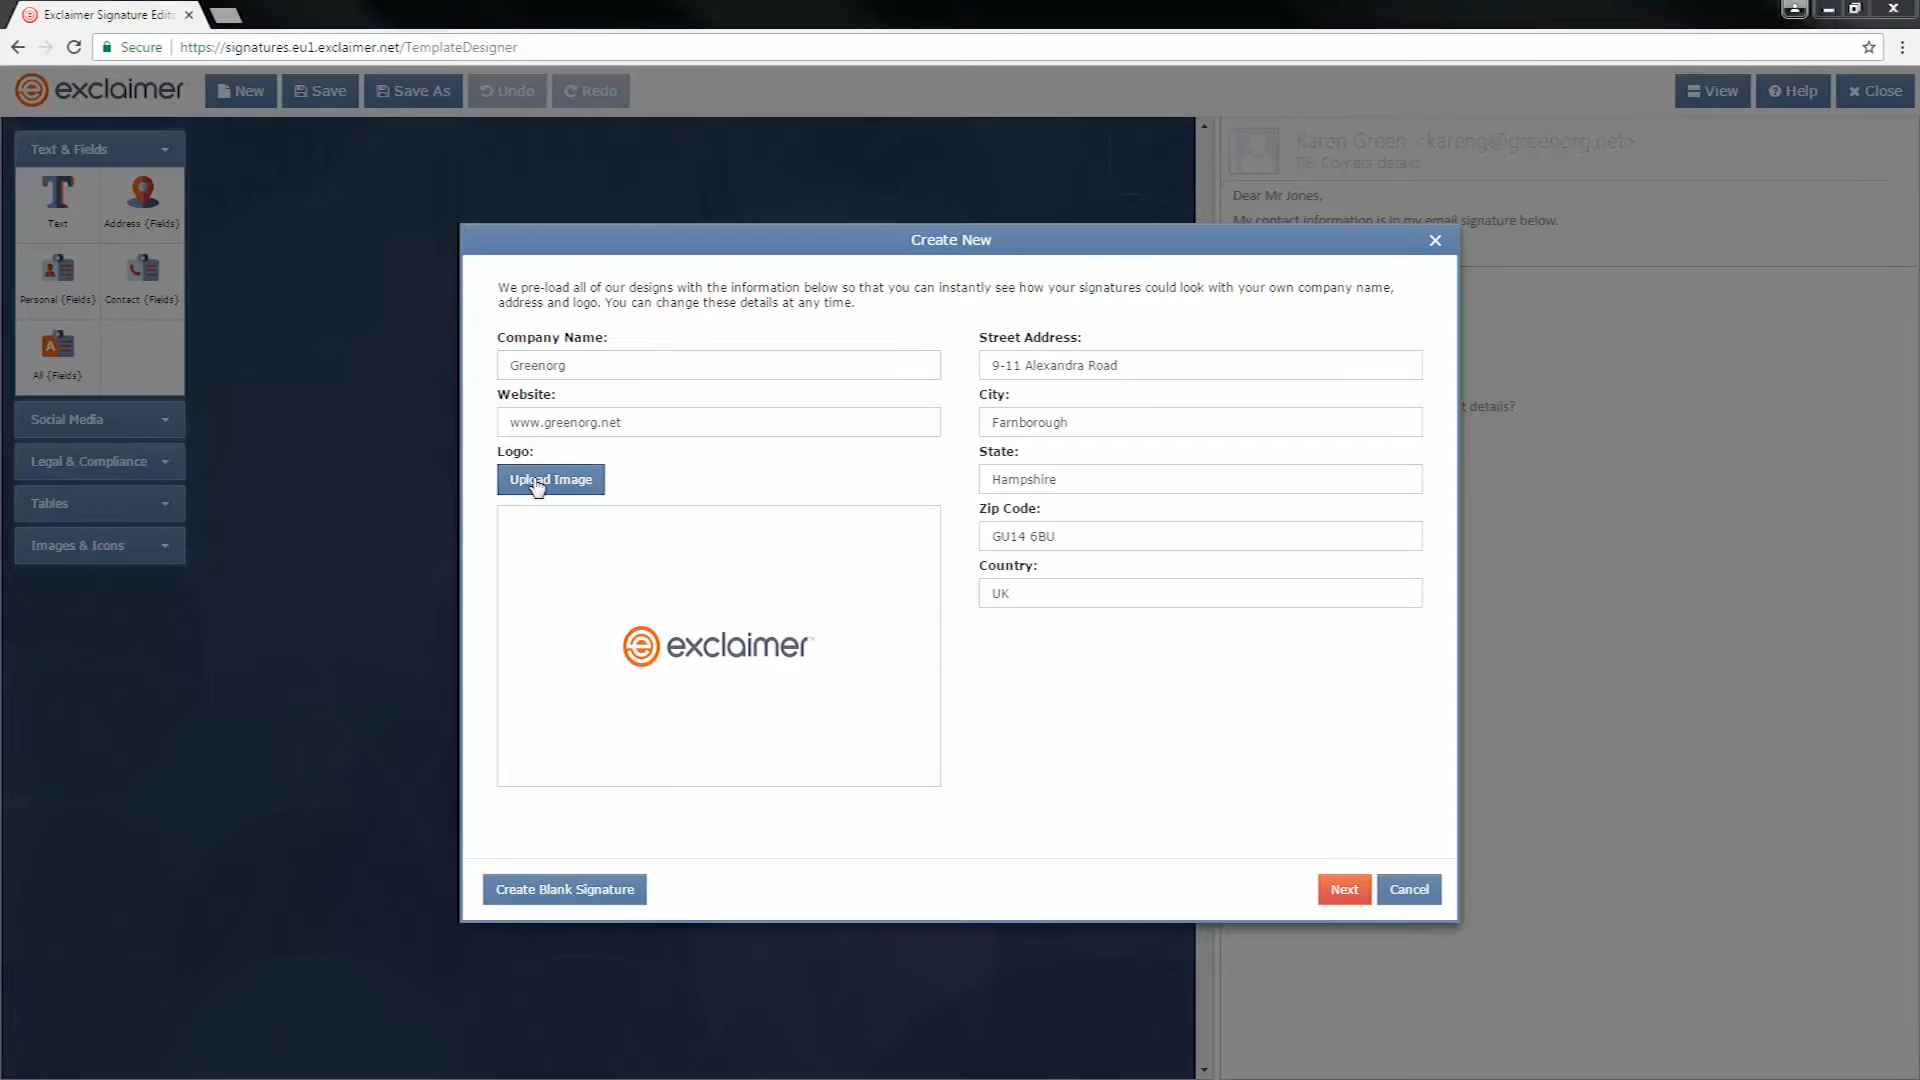 Exclaimer Signature Edit
Secure
https://signatures.eu1.exclaimer.net/TemplateDesigner
exclaimer
New
Save
Save As
Undo
Redo
View
Help
Close
Text & Fields
Text
Address {Fields}
Personal {Fields}
Contact {Fields}
All {Fields}
Social Media
Legal & Compliance
Tables
Images & Icons
Karen Green <kareng@greenorg.net>
RE: Contact details
Dear Mr Jones,
My contact information is in my email signature below.
t details?
Create New
We pre-load all of our designs with the information below so that you can instantly see how your signatures could look with your own company name,
address and logo. You can change these details at any time.
Company Name:
Greenorg
Website:
www.greenorg.net
Logo:
Upload Image
exclaimer™
Street Address:
9-11 Alexandra Road
City:
Farnborough
State:
Hampshire
Zip Code:
GU14 6BU
Country:
UK
Create Blank Signature
Next
Cancel